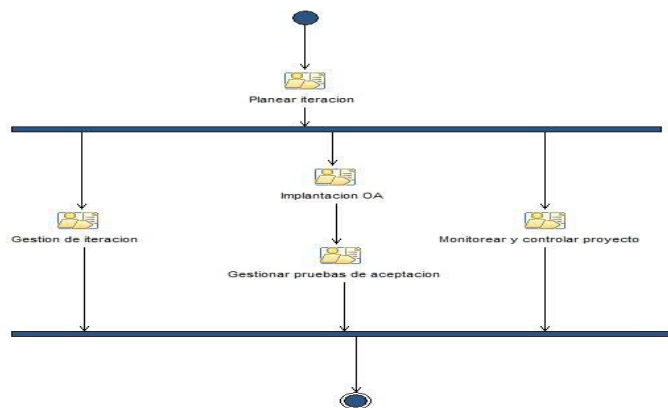 Planear iteracion
Implantacion OA
Gestion de iteracion
Monitorear y controlar proyecto
Gestionar pruebas de aceptacion